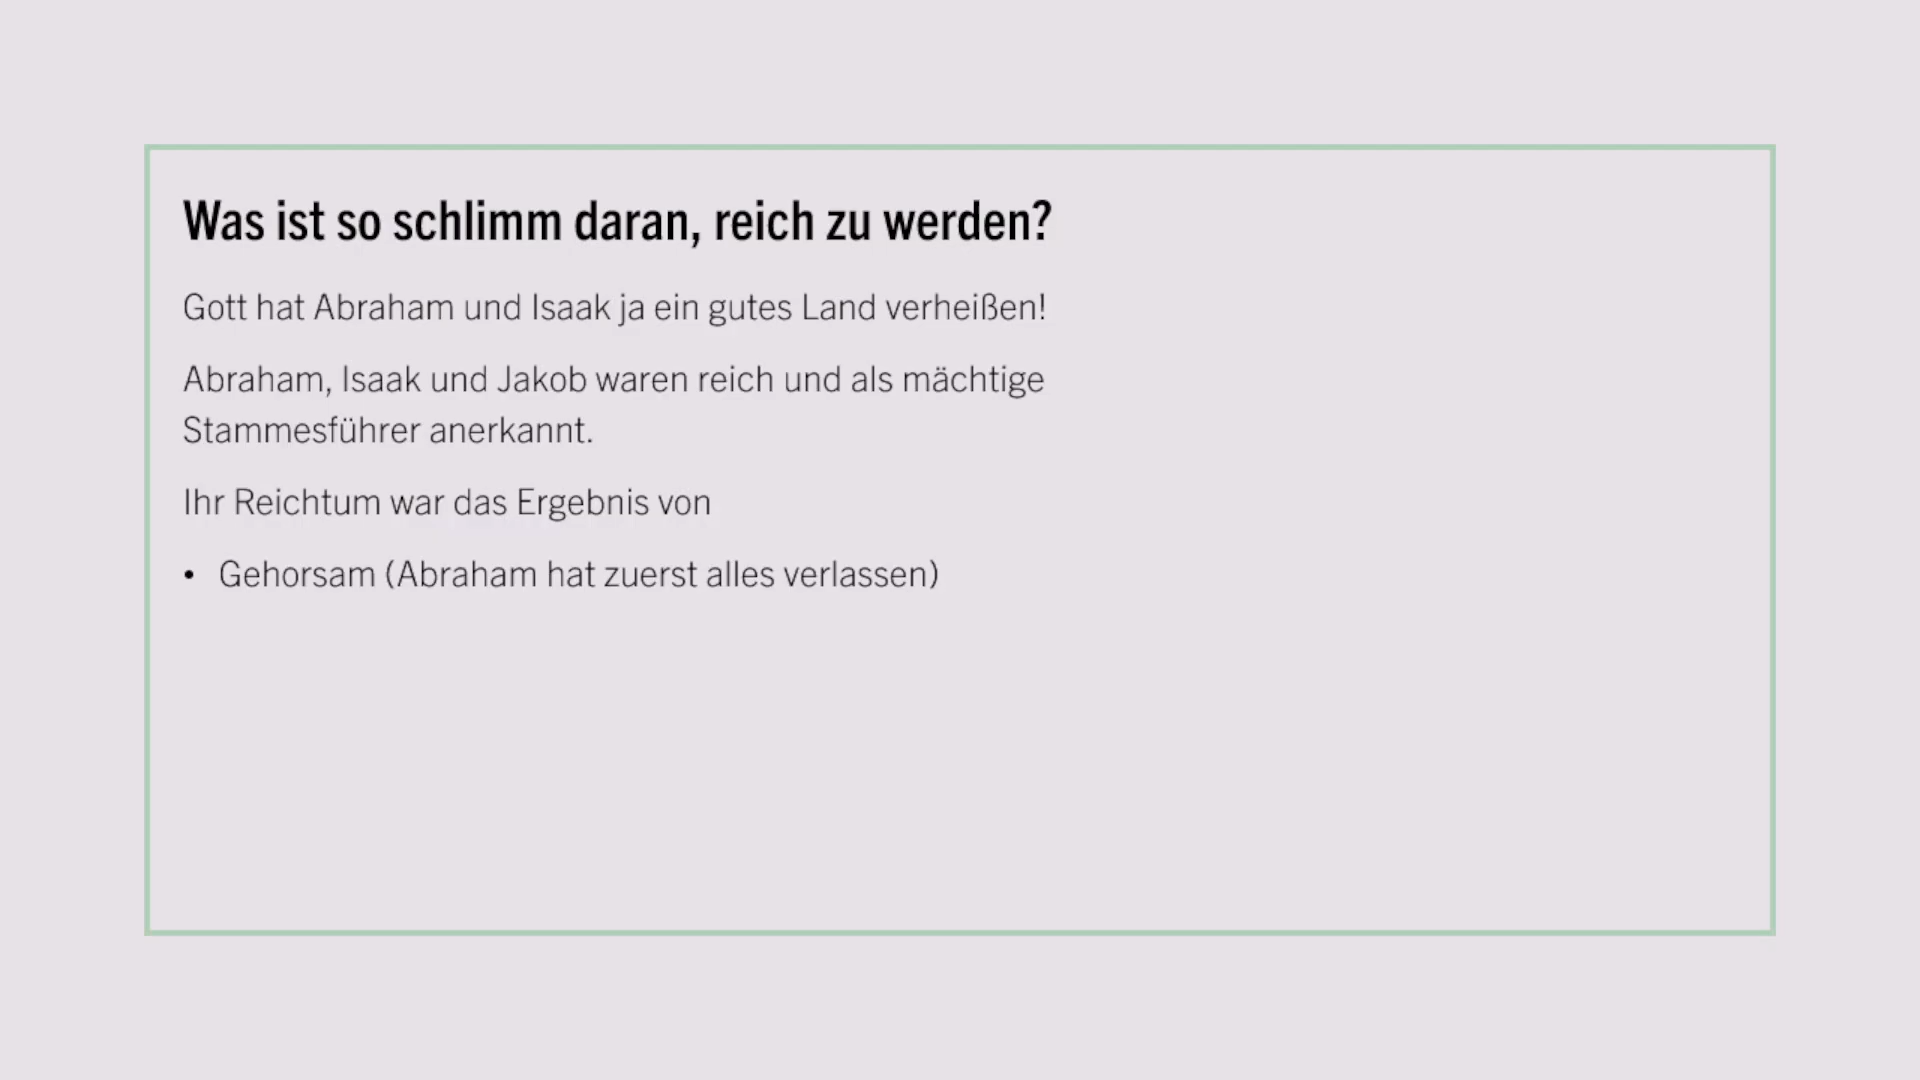 Was ist so schlimm daran, reich zu werden?
Gott hat Abraham und Isaak ja ein gutes Land verheißen!
Abraham, Isaak und Jakob waren reich und als mächtige
Stammesführer anerkannt.
Ihr Reichtum war das Ergebnis von
• Gehorsam (Abraham hat zuerst alles verlassen)